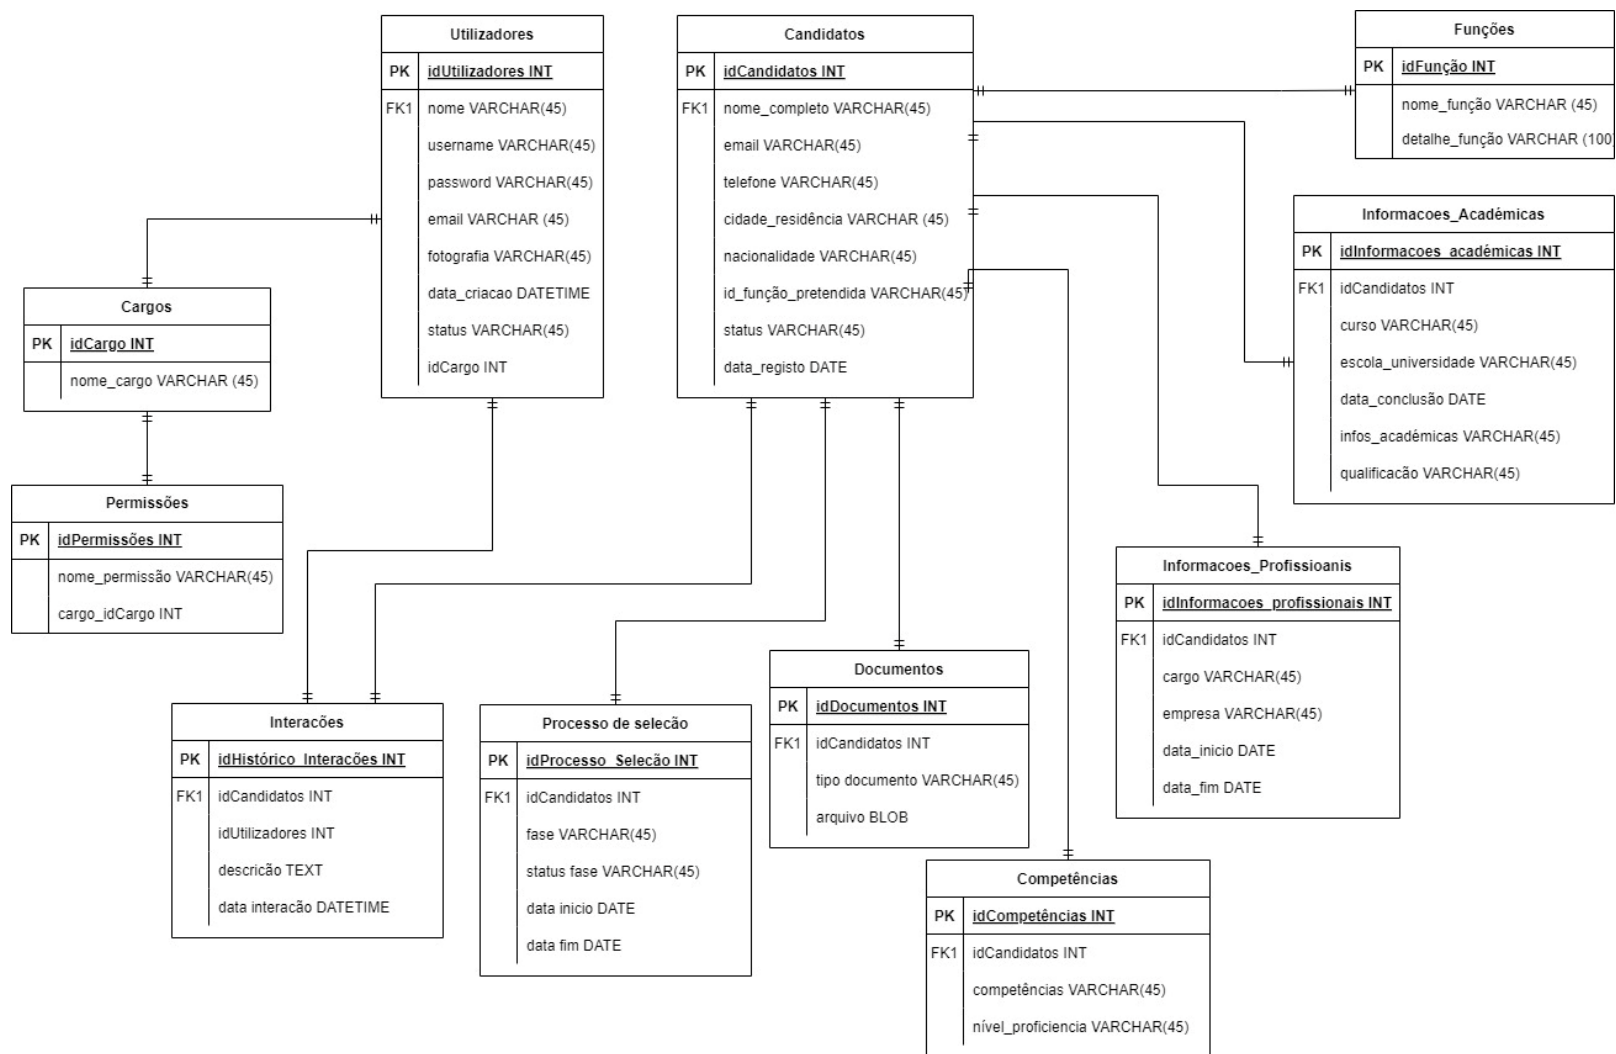 Utilizadores
PK idUtilizadores INT
FK1 nome VARCHAR(45)
username VARCHAR(45)
password VARCHAR(45)
email VARCHAR (45)
fotografia VARCHAR(45)
data_criacao DATETIME
status VARCHAR(45)
idCargo INT
Candidatos
PK idCandidatos INT
FK1 nome_completo VARCHAR(45)
email VARCHAR(45)
telefone VARCHAR(45)
cidade_residência VARCHAR (45)
nacionalidade VARCHAR(45)
id_função_pretendida VARCHAR(45)
status VARCHAR(45)
data_registo DATE
Funções
PK idFunção INT
nome_função VARCHAR (45)
detalhe_função VARCHAR (100)
Informacoes_Académicas
PK idInformacoes_académicas INT
FK1 idCandidatos INT
curso VARCHAR(45)
escola_universidade VARCHAR(45)
data_conclusão DATE
infos_académicas VARCHAR(45)
qualificacão VARCHAR(45)
Cargos
PK idCargo INT
nome_cargo VARCHAR (45)
Permissões
PK idPermissões INT
nome_permissão VARCHAR(45)
cargo_idCargo INT
Informacoes_Profissioanis
PK idInformacoes_profissionais INT
FK1 idCandidatos INT
cargo VARCHAR(45)
empresa VARCHAR(45)
data_inicio DATE
data_fim DATE
Interacões
PK idHistórico_Interacões INT
FK1 idCandidatos INT
idUtilizadores INT
descricão TEXT
data interacão DATETIME
Processo de selecão
PK idProcesso_Selecão INT
FK1 idCandidatos INT
fase VARCHAR(45)
status fase VARCHAR(45)
data inicio DATE
data fim DATE
Documentos
PK idDocumentos INT
FK1 idCandidatos INT
tipo documento VARCHAR(45)
arquivo BLOB
Competências
PK idCompetências INT
FK1 idCandidatos INT
competências VARCHAR(45)
nível_proficiencia VARCHAR(45)